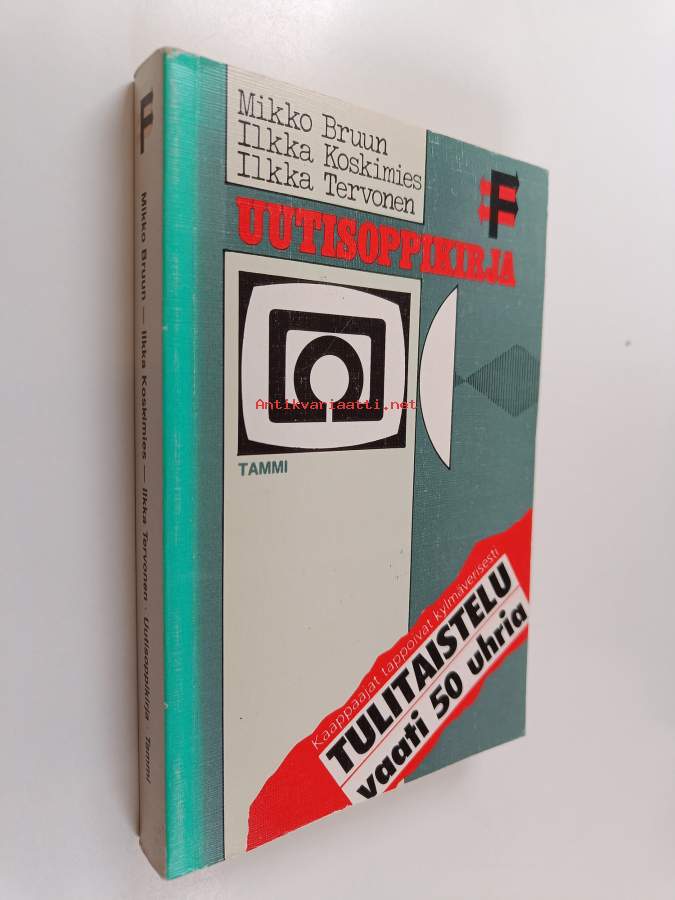 Mikko Bruun
Ilkka Koskimies
Ilkka Tervonen
F
UUTISOPPIKIRJA
Antikvariaatti.net
TAMMI
Kaappaajat tappoivat kylmäverisesti
TULITAISTELU
vaati 50 uhria
F
Mikko Bruun — Ilkka Koskimies — Ilkka Tervonen · Uutisoppikirja · Tammi